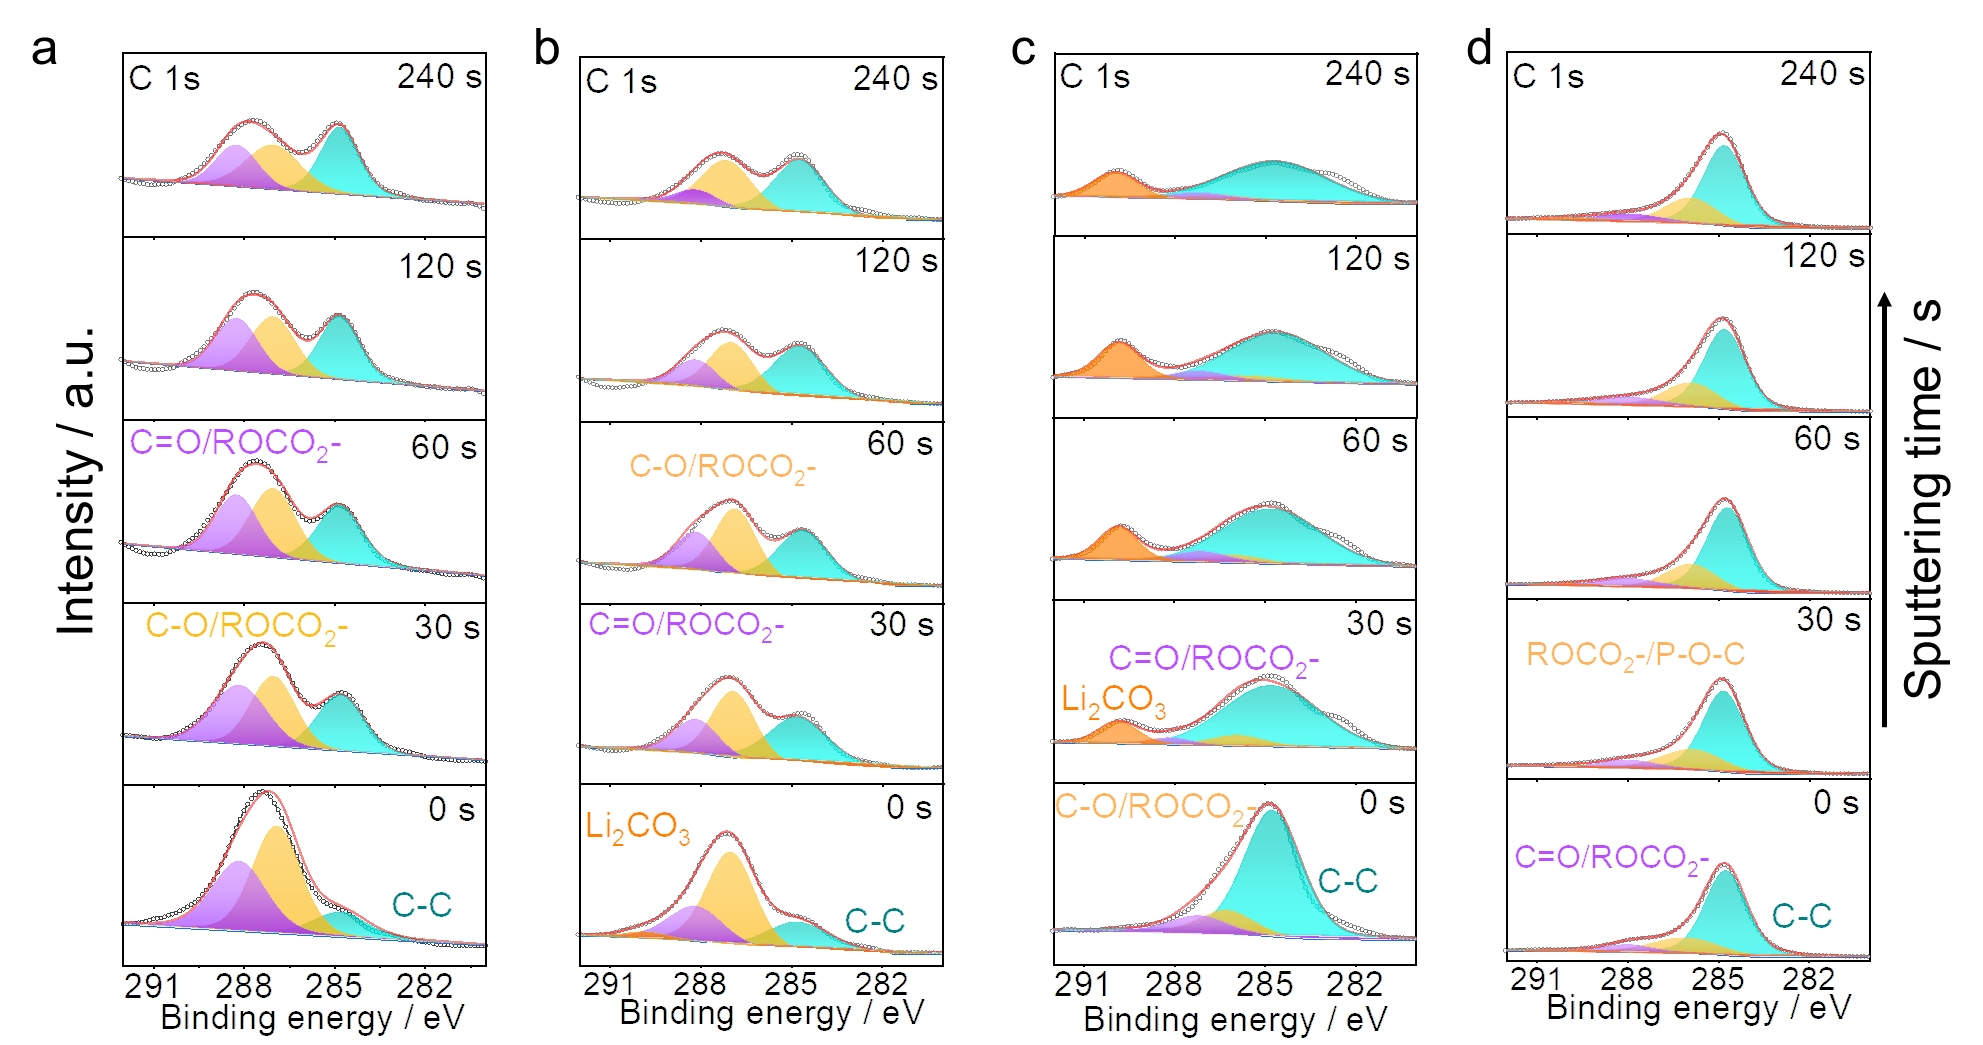 a
C 1s
240 s
120 s
C=O/ROCO₂-
60 s
C-O/ROCO₂-
30 s
0 s
C-C
291 288 285 282
Binding energy / eV
Intensity / a.u.
b
C 1s
240 s
120 s
60 s
C-O/ROCO₂-
C=O/ROCO₂-
30 s
0 s
Li₂CO₃
C-C
291 288 285 282
Binding energy / eV
c
C 1s
240 s
120 s
60 s
30 s
C=O/ROCO₂-
Li₂CO₃
C-O/ROCO₂-
0 s
C-C
291 288 285 282
Binding energy / eV
d
C 1s
240 s
120 s
60 s
30 s
ROCO₂-/P-O-C
0 s
C=O/ROCO₂-
C-C
291 288 285 282
Binding energy / eV
Sputtering time / s